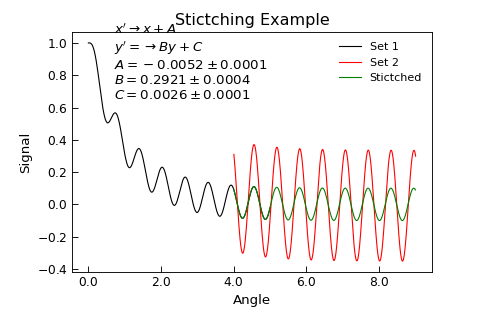 Stictching Example
x′ → x + A
y′ = → By + C
A = −0.0052 ± 0.0001
B = 0.2921 ± 0.0004
C = 0.0026 ± 0.0001
Set 1
Set 2
Stictched
Signal
1.0
0.8
0.6
0.4
0.2
0.0
−0.2
−0.4
0.0 2.0 4.0 6.0 8.0
Angle